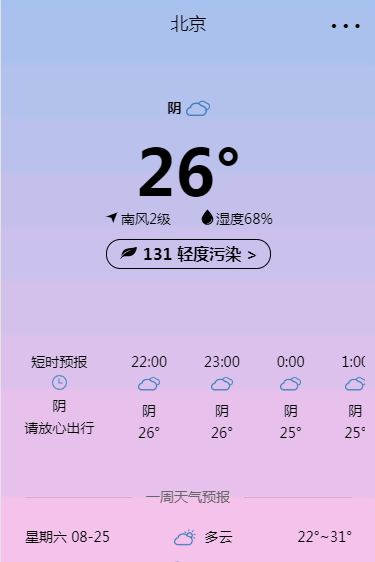 北京
阴
26°
南风2级 湿度68%
131 轻度污染 >
短时预报 22:00 23:00 0:00 1:00
阴 阴 阴 阴 阴
请放心出行 26° 26° 25° 25°
一周天气预报
星期六 08-25 多云 22°~31°